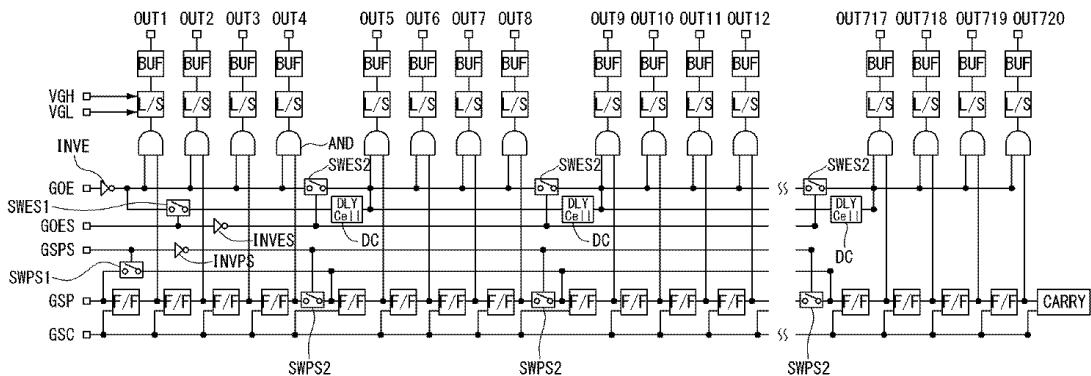 OUT1 OUT2 OUT3 OUT4 OUT5 OUT6 OUT7 OUT8 OUT9 OUT10 OUT11 OUT12 OUT717 OUT718 OUT719 OUT720
BUF BUF BUF BUF BUF BUF BUF BUF BUF BUF BUF BUF BUF BUF BUF BUF
VGH
VGL
L/S L/S L/S L/S L/S L/S L/S L/S L/S L/S L/S L/S L/S L/S L/S L/S
INVE
AND
SWES2 SWES2 SWES2
GOE
SWES1
DLY Cell DLY Cell DLY Cell
GOES
INVES DC DC DC
GSPS
INVPS
SWPS1
GSP
F/F F/F F/F F/F F/F F/F F/F F/F F/F F/F F/F F/F F/F F/F F/F F/F CARRY
GSC
SWPS2 SWPS2 SWPS2